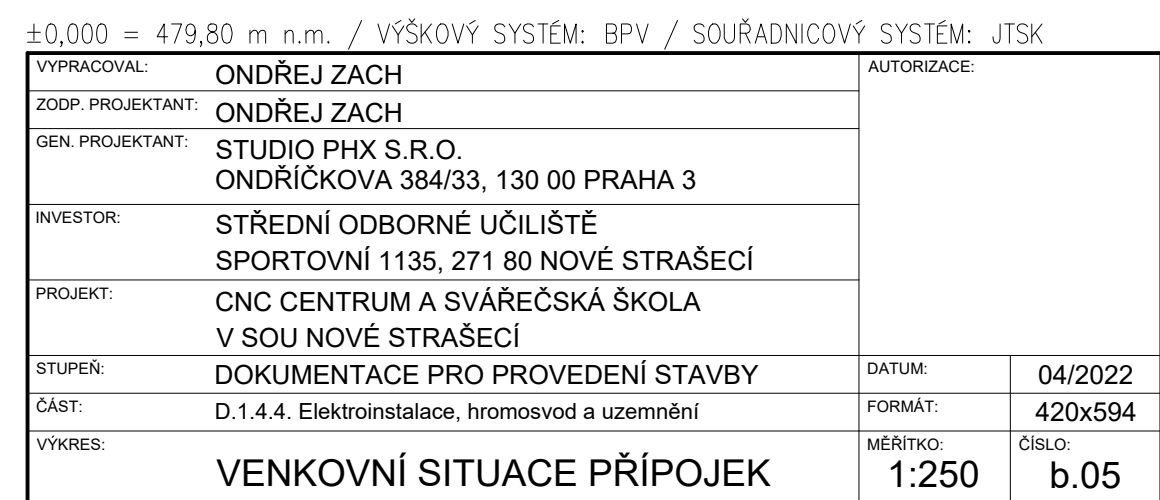 ±0,000 = 479,80 m n.m. / VÝŠKOVÝ SYSTÉM: BPV / SOUŘADNICOVÝ SYSTÉM: JTSK
VYPRACOVAL: ONDŘEJ ZACH
AUTORIZACE:
ZODP. PROJEKTANT: ONDŘEJ ZACH
GEN. PROJEKTANT: STUDIO PHX S.R.O.
ONDŘÍČKOVA 384/33, 130 00 PRAHA 3
INVESTOR: STŘEDNÍ ODBORNÉ UČILIŠTĚ
SPORTOVNÍ 1135, 271 80 NOVÉ STRAŠECÍ
PROJEKT: CNC CENTRUM A SVÁŘEČSKÁ ŠKOLA
V SOU NOVÉ STRAŠECÍ
STUPEŇ: DOKUMENTACE PRO PROVEDENÍ STAVBY
DATUM: 04/2022
ČÁST: D.1.4.4. Elektroinstalace, hromosvod a uzemnění
FORMÁT: 420x594
VÝKRES: VENKOVNÍ SITUACE PŘÍPOJEK
MĚŘÍTKO: 1:250
ČÍSLO: b.05